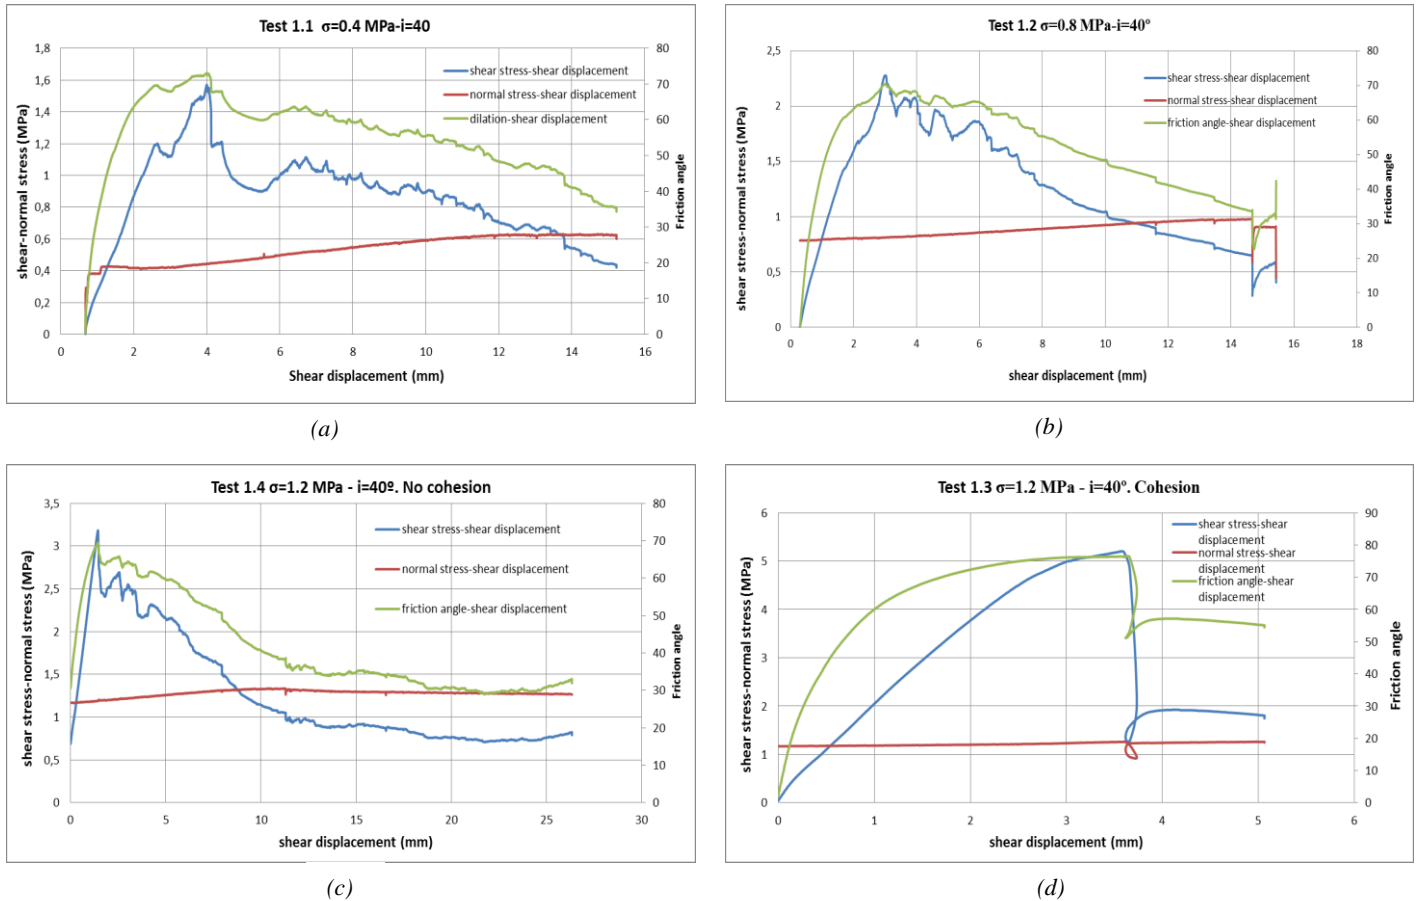 Test 1.1 σ=0.4 MPa-i=40
shear-normal stress (MPa)
1,8
1,6
1,4
1,2
1
0,8
0,6
0,4
0,2
0
0 2 4 6 8 10 12 14 16
Shear displacement (mm)
80
70
60
50
40
30
20
10
0
Friction angle
shear stress-shear displacement
normal stress-shear displacement
dilation-shear displacement
(a)
Test 1.2 σ=0.8 MPa-i=40º
shear stress-normal stress (MPa)
2,5
2
1,5
1
0,5
0
0 2 4 6 8 10 12 14 16 18
shear displacement (mm)
80
70
60
50
40
30
20
10
0
Friction angle
shear stress-shear displacement
normal stress-shear displacement
friction angle-shear displacement
(b)
Test 1.4 σ=1.2 MPa - i=40º. No cohesion
shear stress-normal stress (MPa)
3,5
3
2,5
2
1,5
1
0,5
0
0 5 10 15 20 25 30
shear displacement (mm)
80
70
60
50
40
30
20
10
0
Friction angle
shear stress-shear displacement
normal stress-shear displacement
friction angle-shear displacement
(c)
Test 1.3 σ=1.2 MPa - i=40º. Cohesion
shear stress-normal stress (MPa)
6
5
4
3
2
1
0
0 1 2 3 4 5 6
shear displacement (mm)
90
80
70
60
50
40
30
20
10
0
Friction angle
shear stress-shear
displacement
normal stress-shear
displacement
friction angle-shear
displacement
(d)